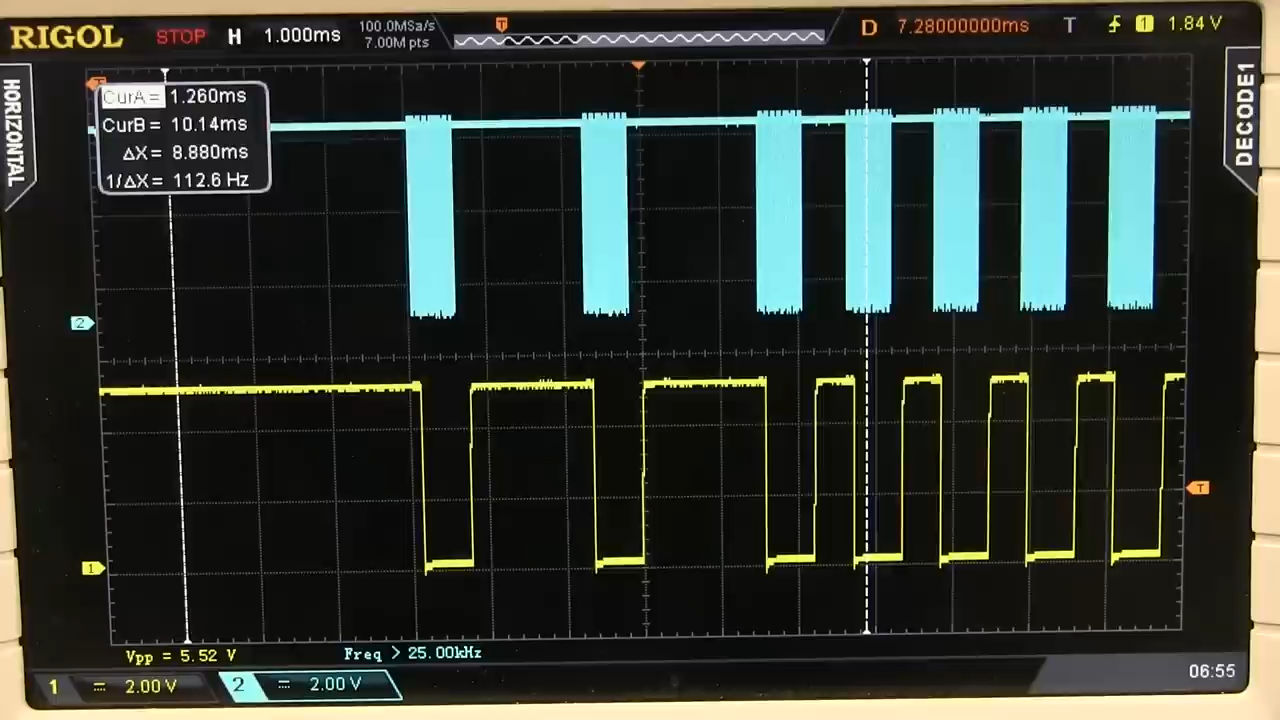 RIGOL STOP H 1.000ms 100.0MSa/s 7.00M pts T D 7.28000000ms T 1 1.84 V
HORIZONTAL
DECODE1
CurA = 1.260ms
CurB = 10.14ms
ΔX = 8.880ms
1/ΔX = 112.6 Hz
2
T
1
Vpp = 5.52 V Freq > 25.00kHz
1 2.00 V 2 2.00 V 06:55